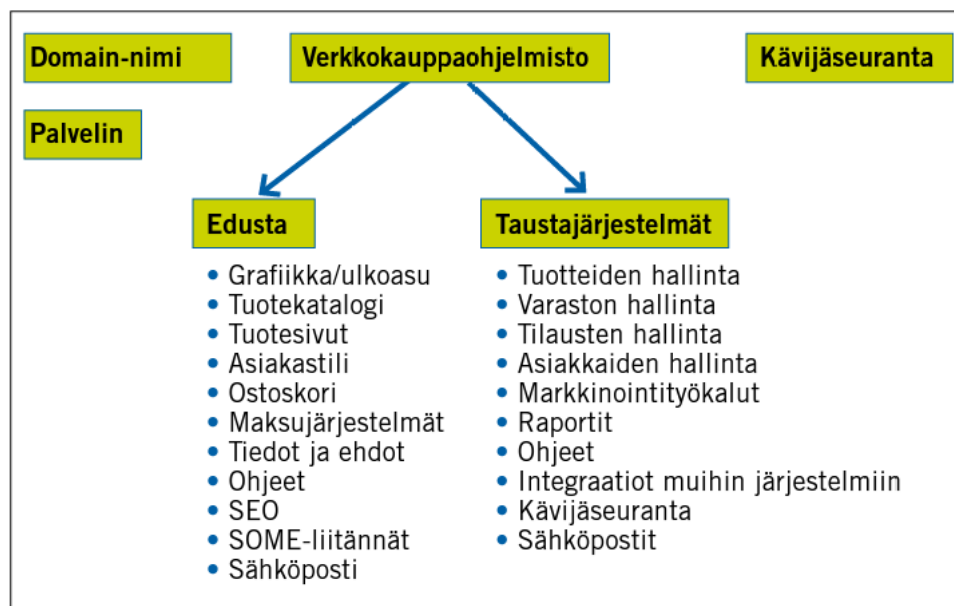 Domain-nimi
Verkkokauppaohjelmisto
Kävijäseuranta
Palvelin
Edusta
• Grafiikka/ulkoasu
• Tuotekatalogi
• Tuotesivut
• Asiakastili
• Ostoskori
• Maksujärjestelmät
• Tiedot ja ehdot
• Ohjeet
• SEO
• SOME-liitännät
• Sähköposti
Taustajärjestelmät
• Tuotteiden hallinta
• Varaston hallinta
• Tilausten hallinta
• Asiakkaiden hallinta
• Markkinointityökalut
• Raportit
• Ohjeet
• Integraatiot muihin järjestelmiin
• Kävijäseuranta
• Sähköpostit